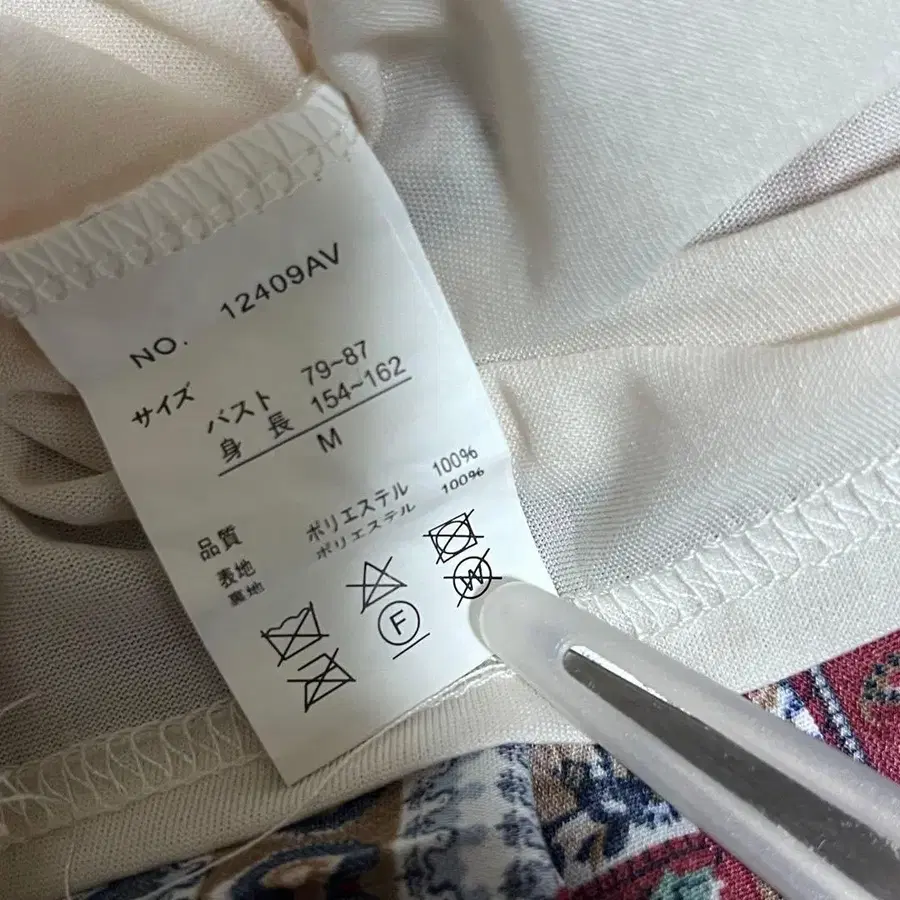 NO. 12409AV
サイズ バスト 79~87
身長 154~162
M
品質
表地 ポリエステル 100%
裏地 ポリエステル 100%
F
W